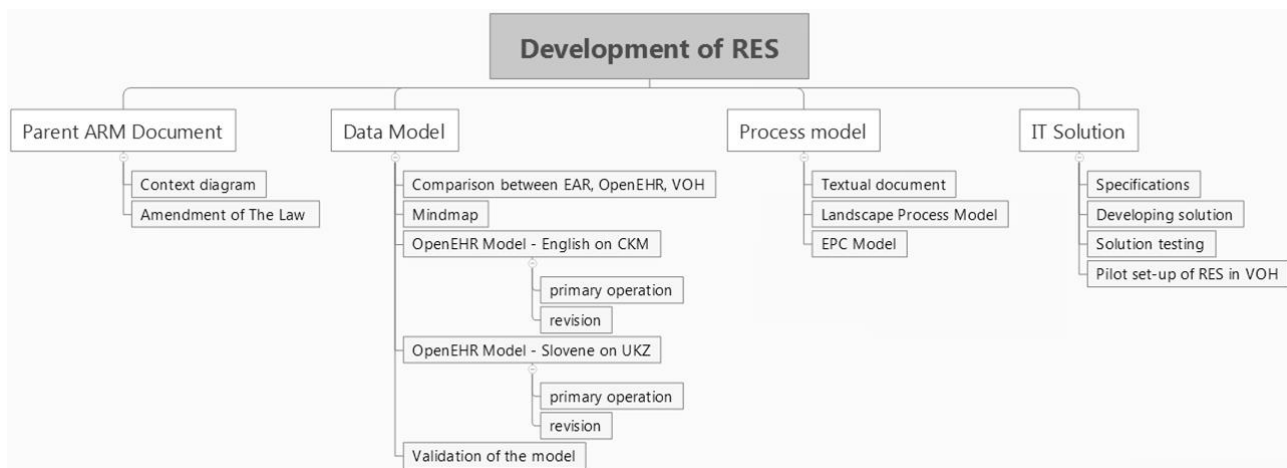 Development of RES
Parent ARM Document
Context diagram
Amendment of The Law
Data Model
Comparison between EAR, OpenEHR, VOH
Mindmap
OpenEHR Model - English on CKM
primary operation
revision
OpenEHR Model - Slovene on UKZ
primary operation
revision
Validation of the model
Process model
Textual document
Landscape Process Model
EPC Model
IT Solution
Specifications
Developing solution
Solution testing
Pilot set-up of RES in VOH